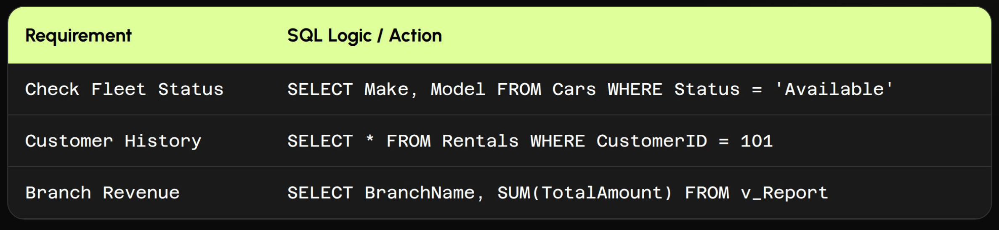 Requirement SQL Logic / Action
Check Fleet Status SELECT Make, Model FROM Cars WHERE Status = 'Available'
Customer History SELECT * FROM Rentals WHERE CustomerID = 101
Branch Revenue SELECT BranchName, SUM(TotalAmount) FROM v_Report